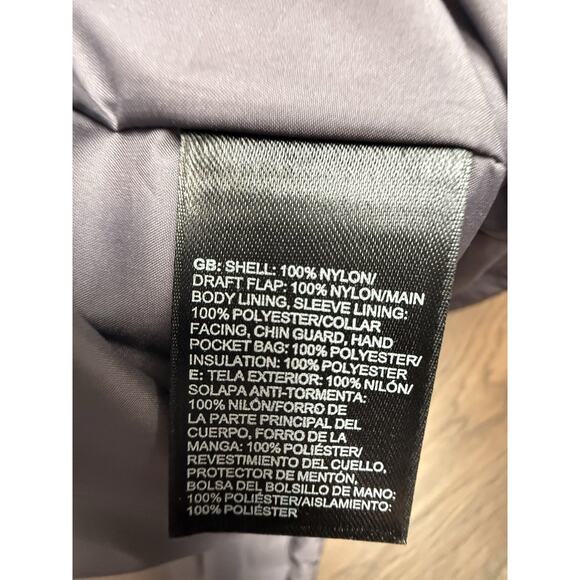 GB: SHELL: 100% NYLON/
DRAFT FLAP: 100% NYLON/MAIN
BODY LINING, SLEEVE LINING:
100% POLYESTER/COLLAR
FACING, CHIN GUARD, HAND
POCKET BAG: 100% POLYESTER/
INSULATION: 100% POLYESTER
E: TELA EXTERIOR: 100% NILÓN/
SOLAPA ANTI-TORMENTA:
100% NILÓN/FORRO DE
LA PARTE PRINCIPAL DEL
CUERPO, FORRO DE LA
MANGA: 100% POLIÉSTER/
REVESTIMIENTO DEL CUELLO,
PROTECTOR DE MENTÓN,
BOLSA DEL BOLSILLO DE MANO:
100% POLIÉSTER/AISLAMIENTO:
100% POLIÉSTER